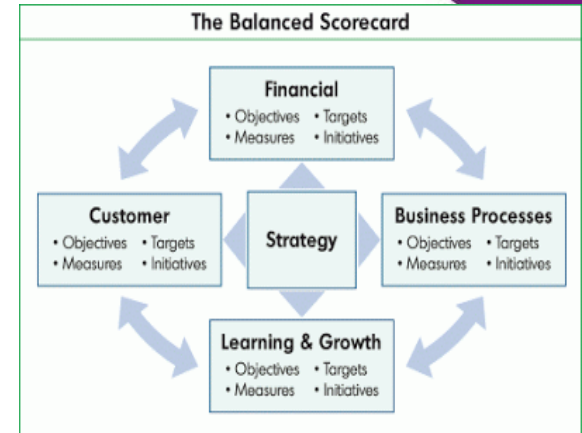 The Balanced Scorecard
Financial
• Objectives • Targets
• Measures • Initiatives
Customer
• Objectives • Targets
• Measures • Initiatives
Strategy
Business Processes
• Objectives • Targets
• Measures • Initiatives
Learning & Growth
• Objectives • Targets
• Measures • Initiatives